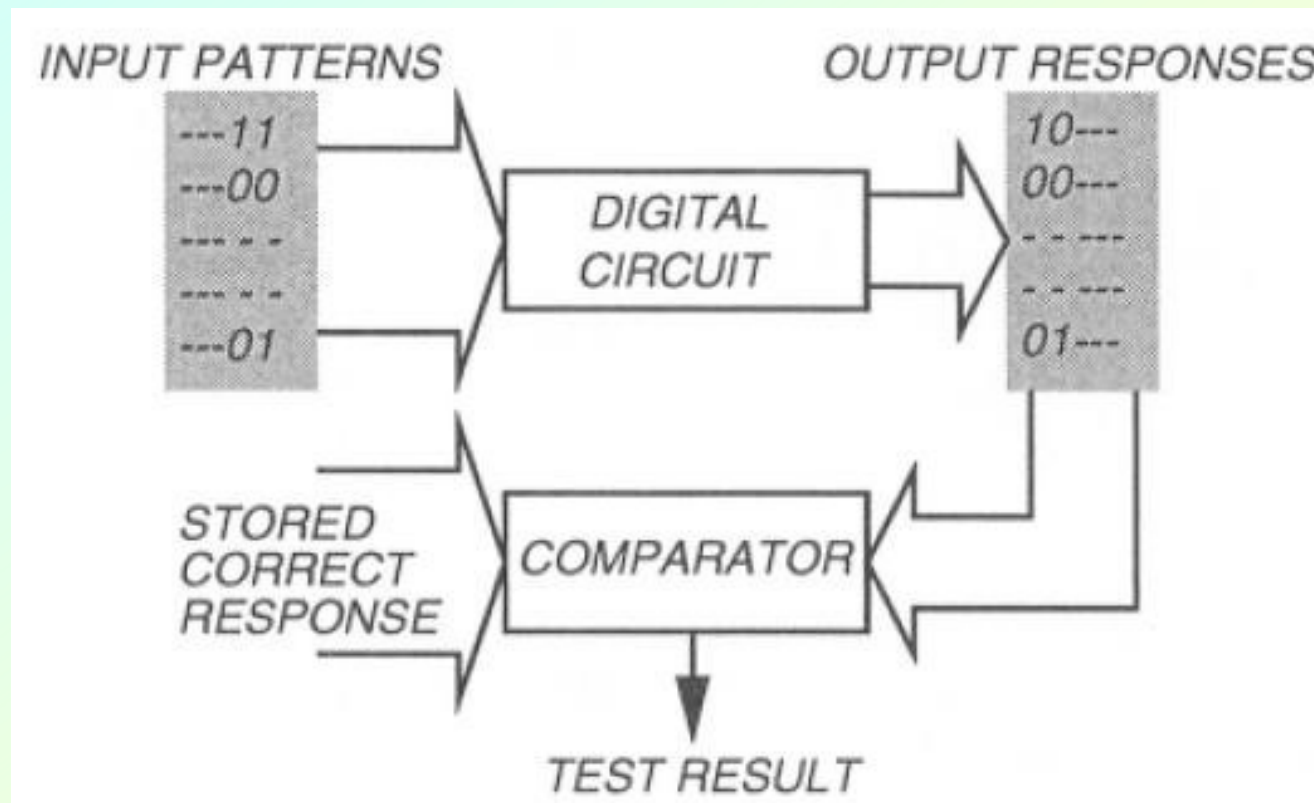 INPUT PATTERNS
OUTPUT RESPONSES
---11
---00
--- - -
--- - -
---01
DIGITAL
CIRCUIT
10---
00---
- - ---
- - ---
01---
STORED
CORRECT
RESPONSE
COMPARATOR
TEST RESULT